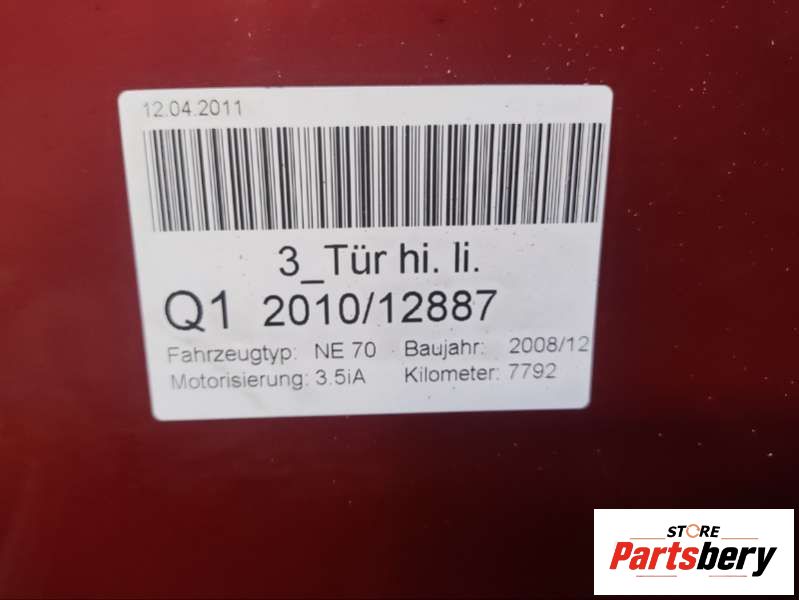 12.04.2011
3_Tür hi. li.
Q1 2010/12887
Fahrzeugtyp: NE 70 Baujahr: 2008/12
Motorisierung: 3.5iA Kilometer: 7792
STORE
Partsbery